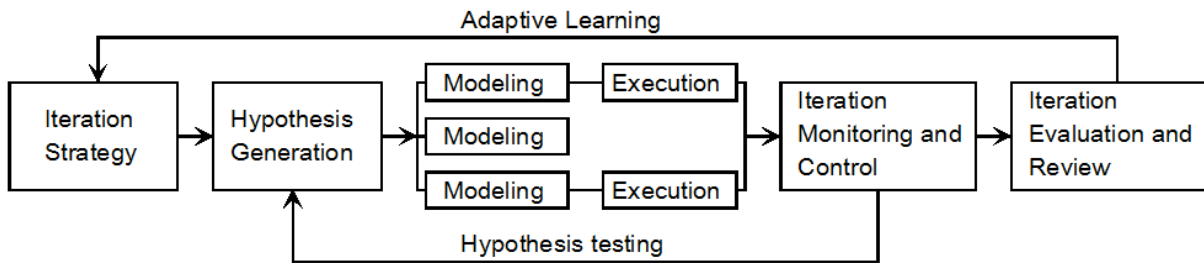 Adaptive Learning
Iteration
Strategy
Hypothesis
Generation
Modeling
Execution
Modeling
Modeling
Execution
Iteration
Monitoring and
Control
Iteration
Evaluation and
Review
Hypothesis testing